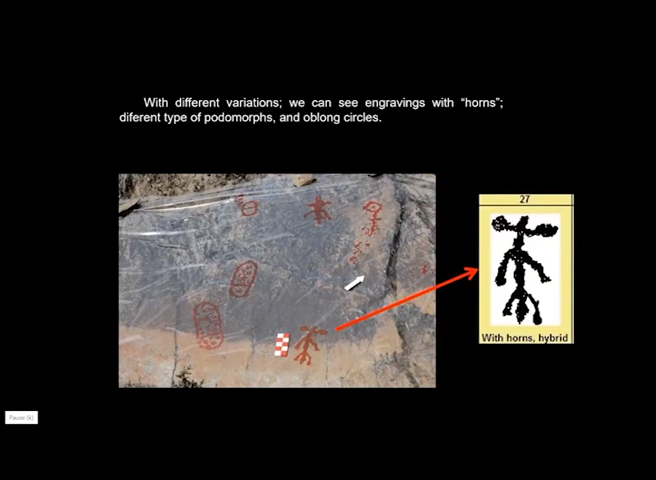 With different variations; we can see engravings with “horns”;
diferent type of podomorphs, and oblong circles.
27
With horns, hybrid
Pause (k)